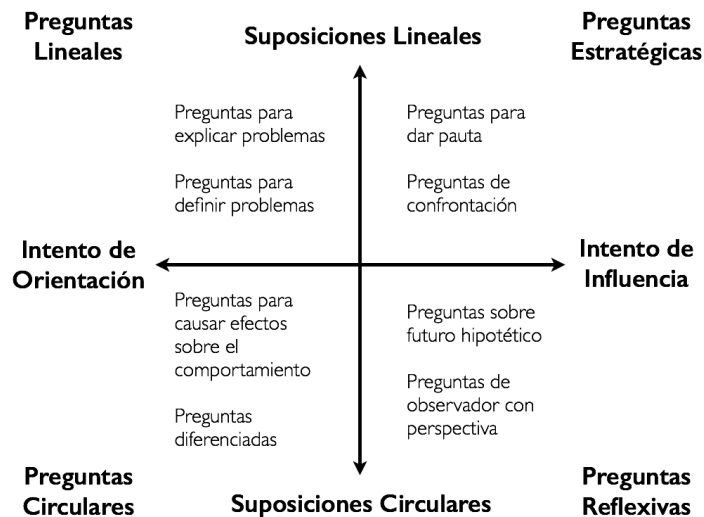 Preguntas
Lineales
Suposiciones Lineales
Preguntas
Estratégicas
Preguntas para
explicar problemas
Preguntas para
definir problemas
Preguntas para
dar pauta
Preguntas de
confrontación
Intento de
Orientación
Intento de
Influencia
Preguntas para
causar efectos
sobre el
comportamiento
Preguntas
diferenciadas
Preguntas sobre
futuro hipotético
Preguntas de
observador con
perspectiva
Preguntas
Circulares
Suposiciones Circulares
Preguntas
Reflexivas